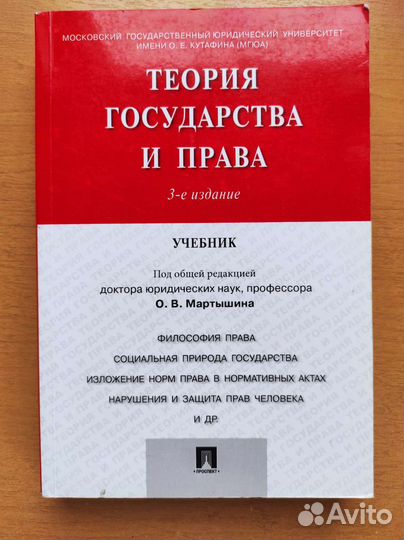 МОСКОВСКИЙ ГОСУДАРСТВЕННЫЙ ЮРИДИЧЕСКИЙ УНИВЕРСИТЕТ
ИМЕНИ О. Е. КУТАФИНА (МГЮА)
ТЕОРИЯ
ГОСУДАРСТВА
И ПРАВА
3-е издание
УЧЕБНИК
Под общей редакцией
доктора юридических наук, профессора
О. В. Мартышина
ФИЛОСОФИЯ ПРАВА
СОЦИАЛЬНАЯ ПРИРОДА ГОСУДАРСТВА
ИЗЛОЖЕНИЕ НОРМ ПРАВА В НОРМАТИВНЫХ АКТАХ
НАРУШЕНИЯ И ЗАЩИТА ПРАВ ЧЕЛОВЕКА
И ДР.
• ПРОСПЕКТ •
Avito